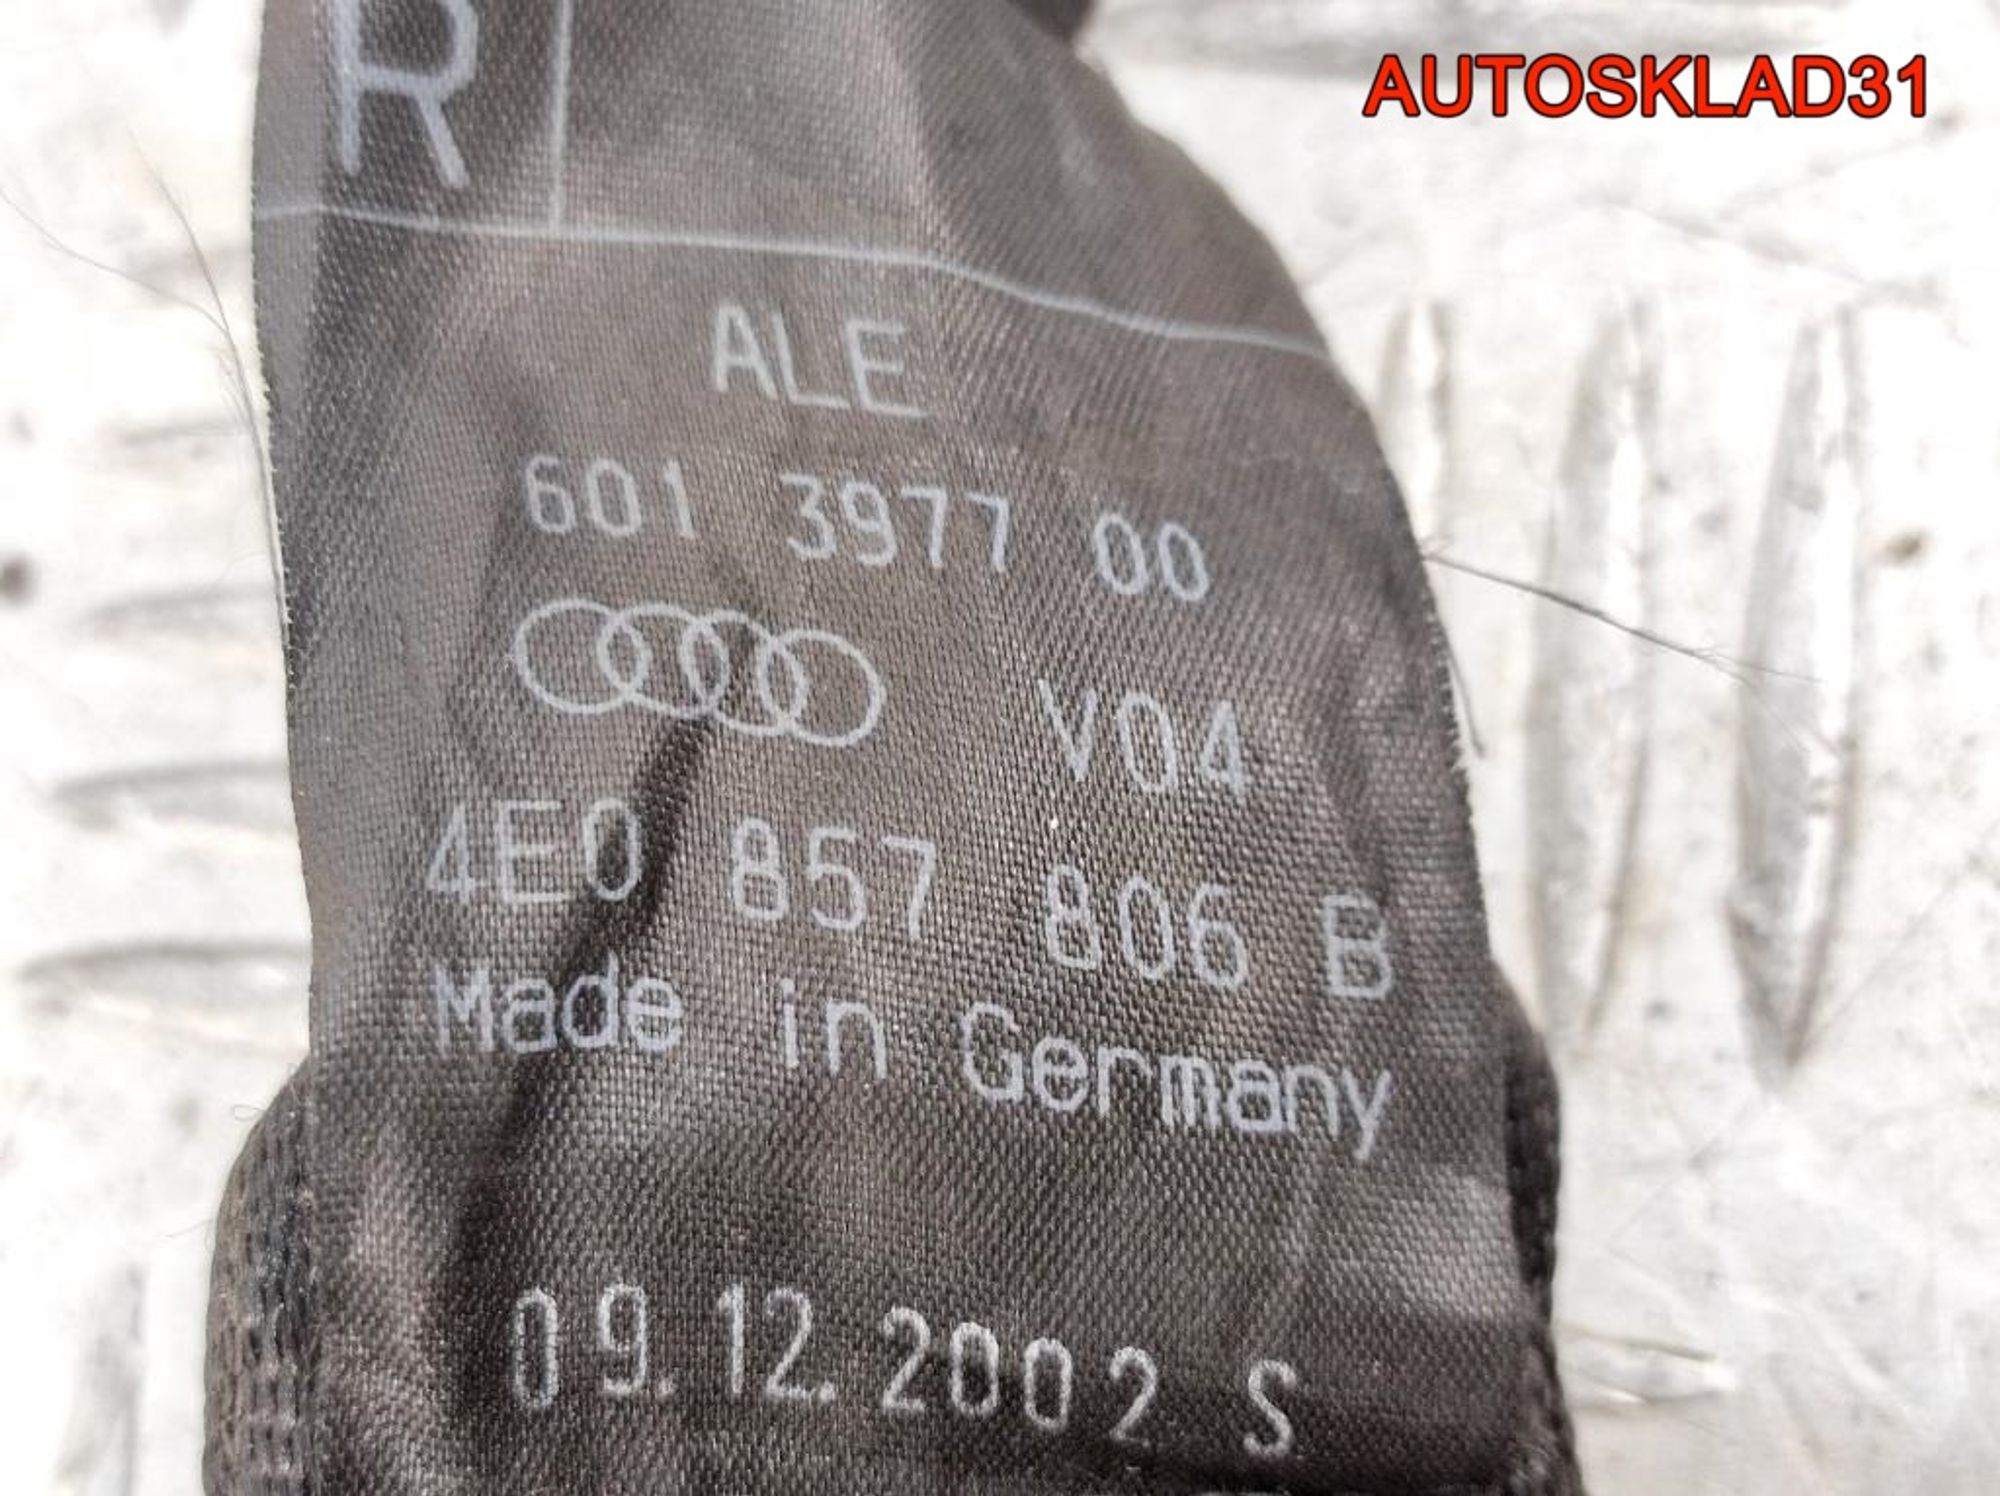 AUTOSKLAD31
R
ALE
601 3977 00
V04
4E0 857 806 B
Made in Germany
09.12.2002 S